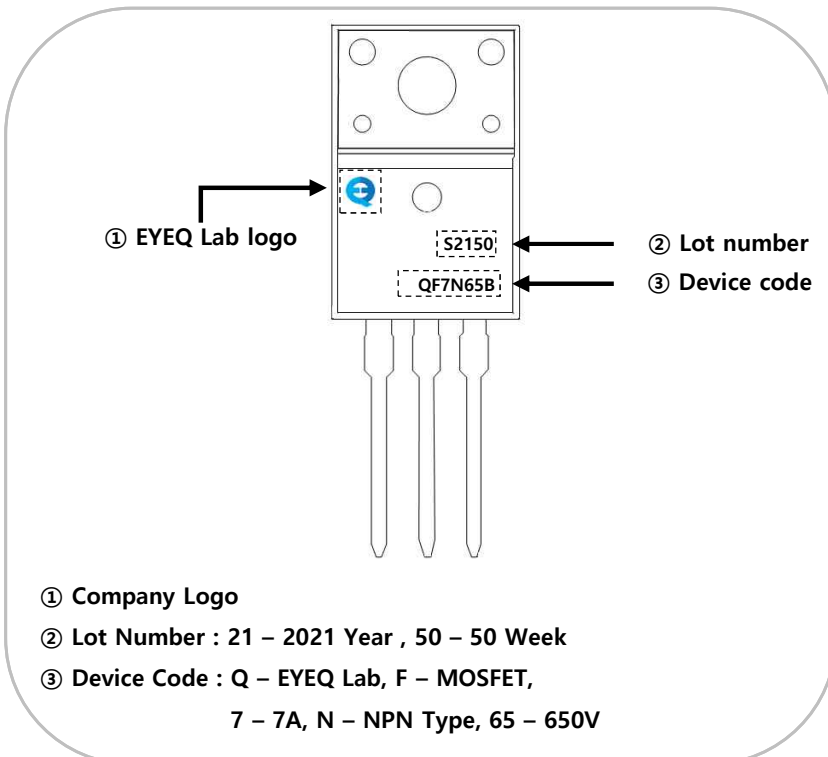 ① EYEQ Lab logo
S2150
② Lot number
QF7N65B
③ Device code
① Company Logo
② Lot Number : 21 – 2021 Year , 50 – 50 Week
③ Device Code : Q – EYEQ Lab, F – MOSFET,
7 – 7A, N – NPN Type, 65 – 650V